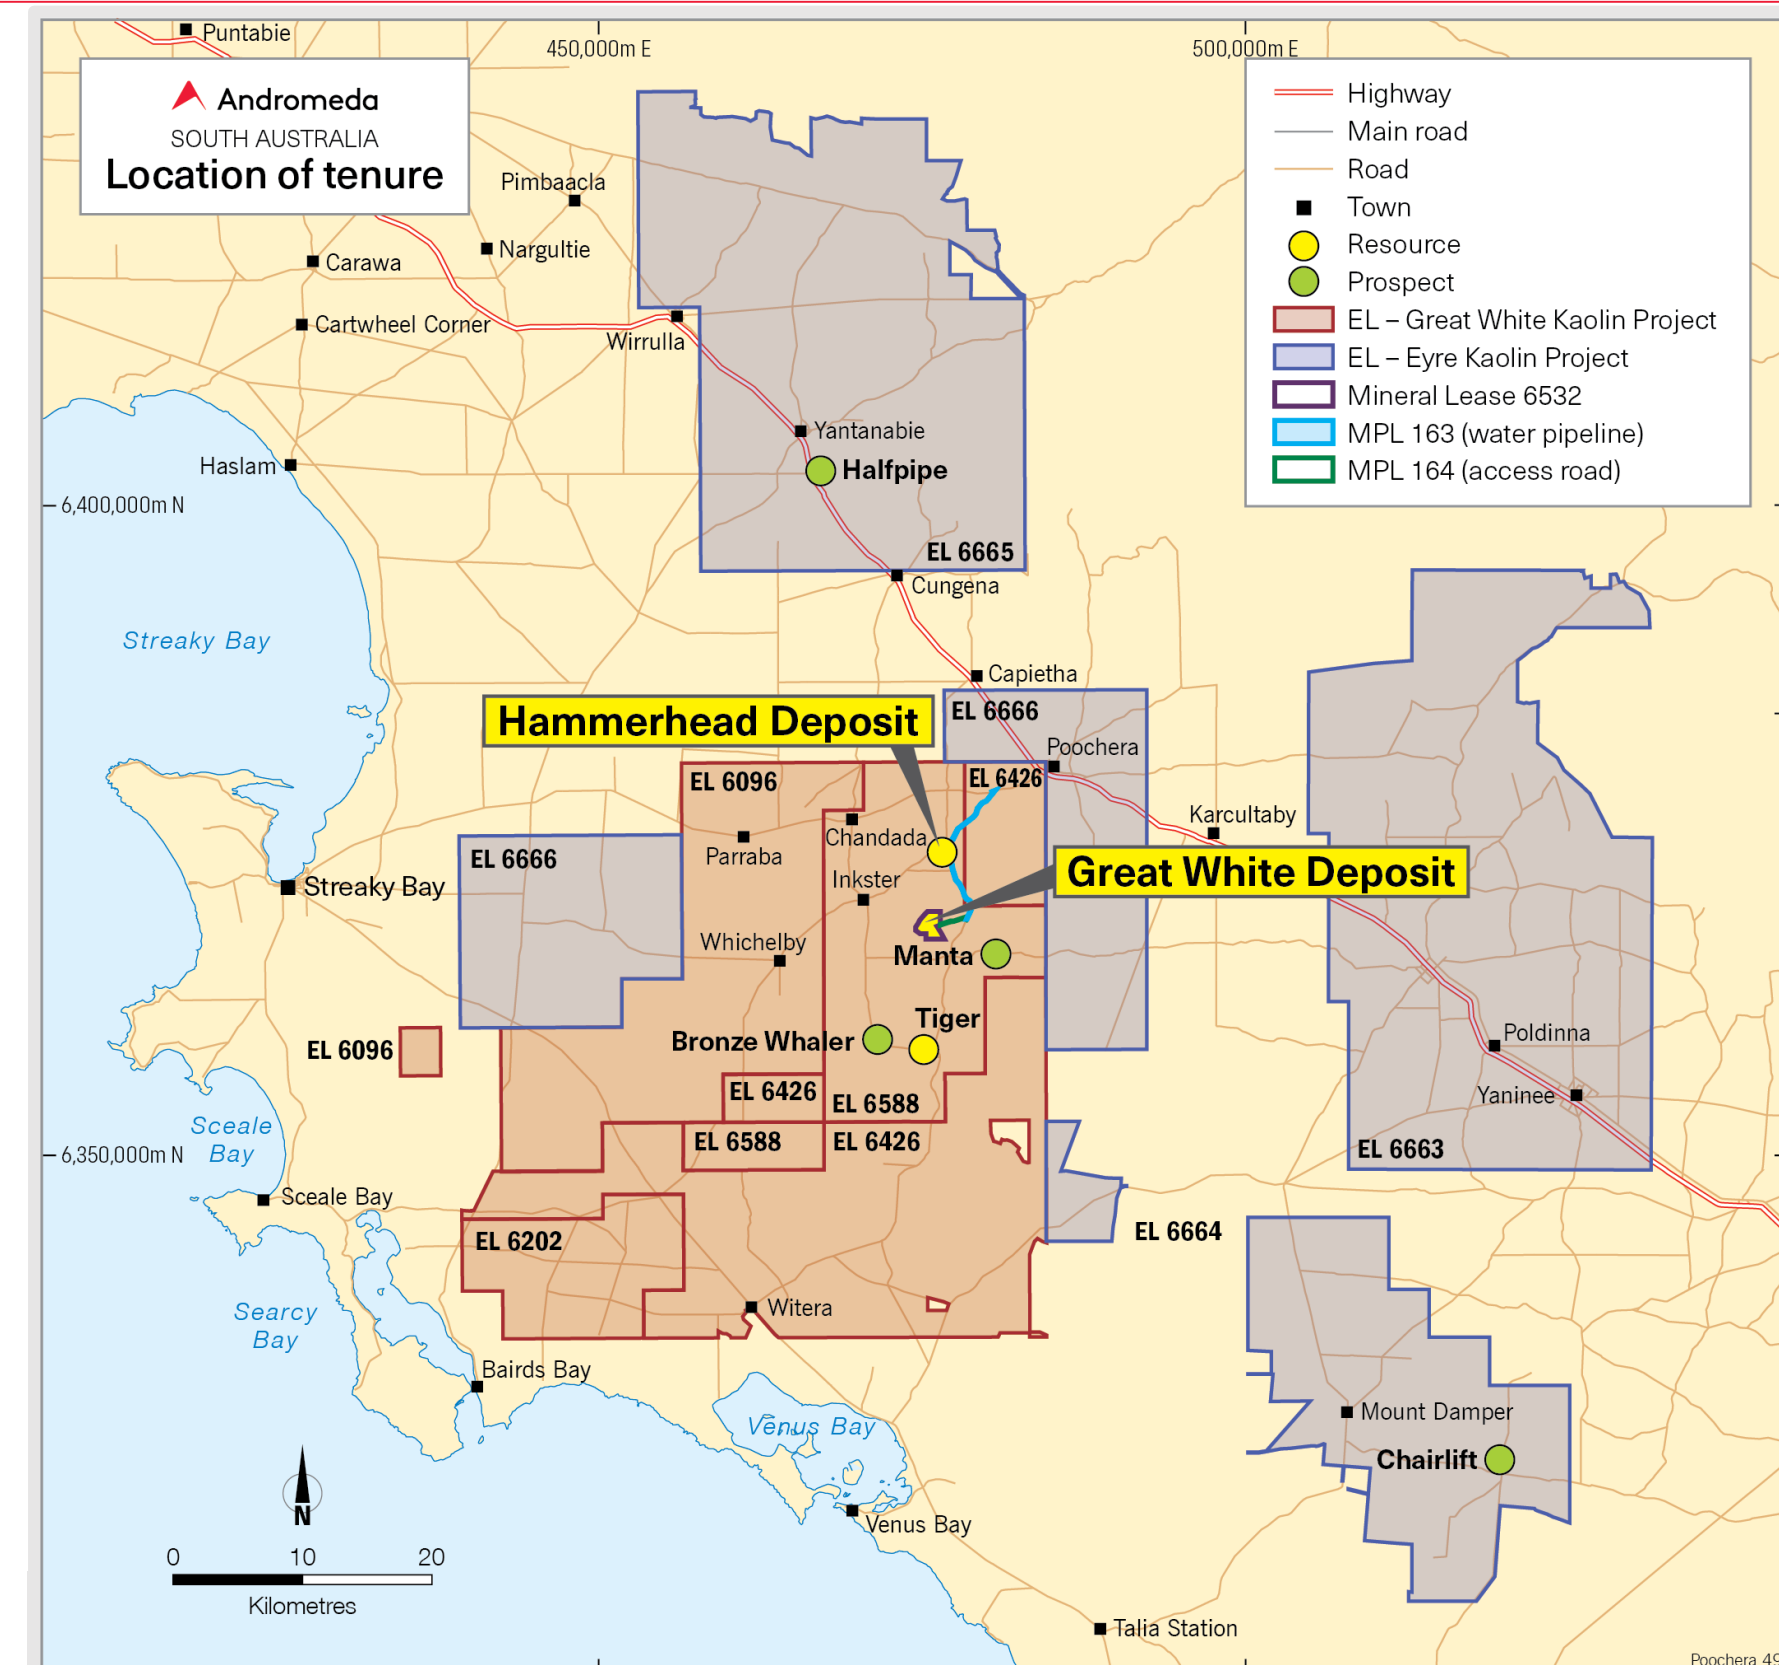 Puntabie
450,000m E
500,000m E
Andromeda
SOUTH AUSTRALIA
Location of tenure
Highway
Main road
Road
Town
Resource
Prospect
EL – Great White Kaolin Project
EL – Eyre Kaolin Project
Mineral Lease 6532
MPL 163 (water pipeline)
MPL 164 (access road)
Pimbaacla
Nargultie
Carawa
Cartwheel Corner
Wirrulla
Yantanabie
Haslam
Halfpipe
6,400,000m N
EL 6665
Cungena
Streaky Bay
Capietha
EL 6666
Hammerhead Deposit
Poochera
EL 6096
EL 6426
Karcultaby
Chandada
Parraba
EL 6666
Great White Deposit
Inkster
Streaky Bay
Whichelby
Manta
Tiger
Poldinna
Bronze Whaler
EL 6096
EL 6426
EL 6588
Yaninee
Sceale
Bay
EL 6588
EL 6426
EL 6663
6,350,000m N
Sceale Bay
EL 6664
EL 6202
Searcy
Bay
Witera
Bairds Bay
Mount Damper
Venus Bay
Chairlift
N
Venus Bay
0 10 20
Kilometres
Talia Station
Poochera 49